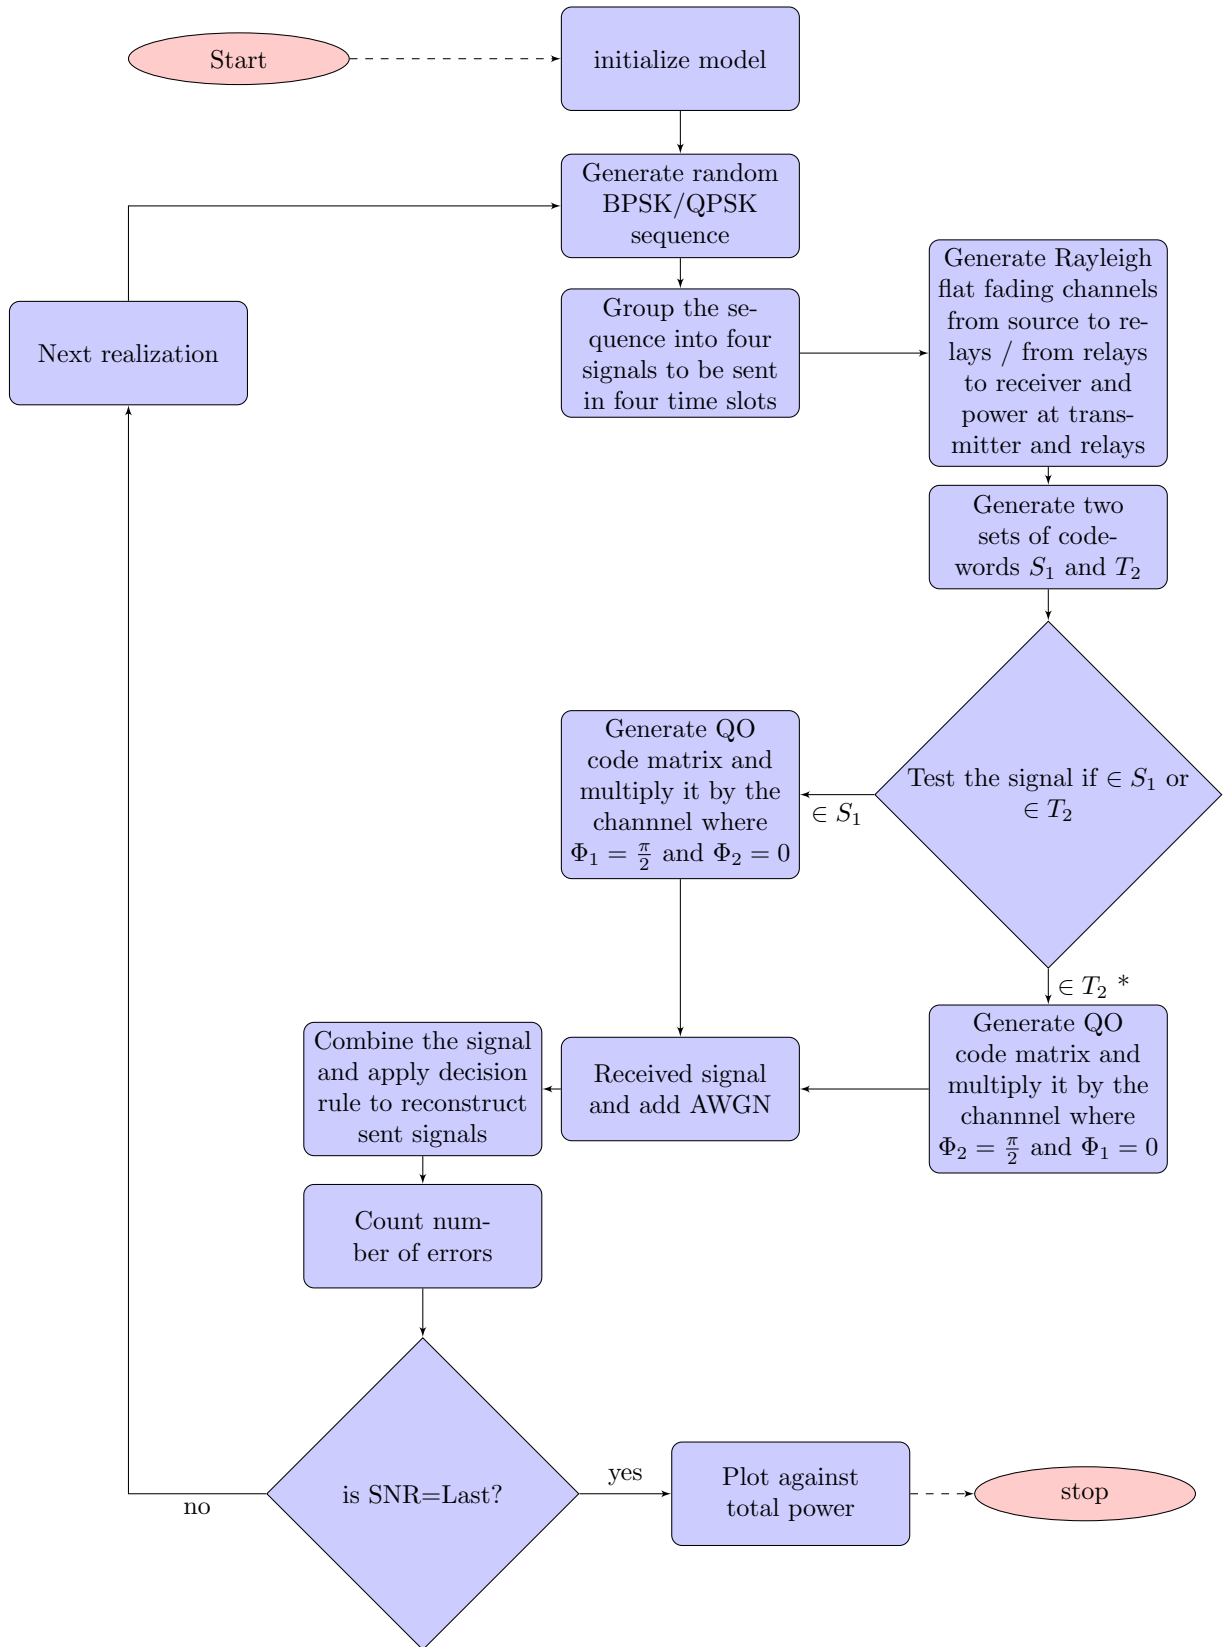 Start
initialize model
Generate random
BPSK/QPSK
sequence
Group the se-
quence into four
signals to be sent
in four time slots
Generate Rayleigh
flat fading channels
from source to re-
lays / from relays
to receiver and
power at trans-
mitter and relays
Next realization
Generate two
sets of code-
words S₁ and T₂
Test the signal if ∈ S₁ or
∈ T₂
∈ S₁
Generate QO
code matrix and
multiply it by the
channnel where
Φ₁ = π/2 and Φ₂ = 0
∈ T₂ *
Generate QO
code matrix and
multiply it by the
channnel where
Φ₂ = π/2 and Φ₁ = 0
Received signal
and add AWGN
Combine the signal
and apply decision
rule to reconstruct
sent signals
Count num-
ber of errors
is SNR=Last?
no
yes
Plot against
total power
stop